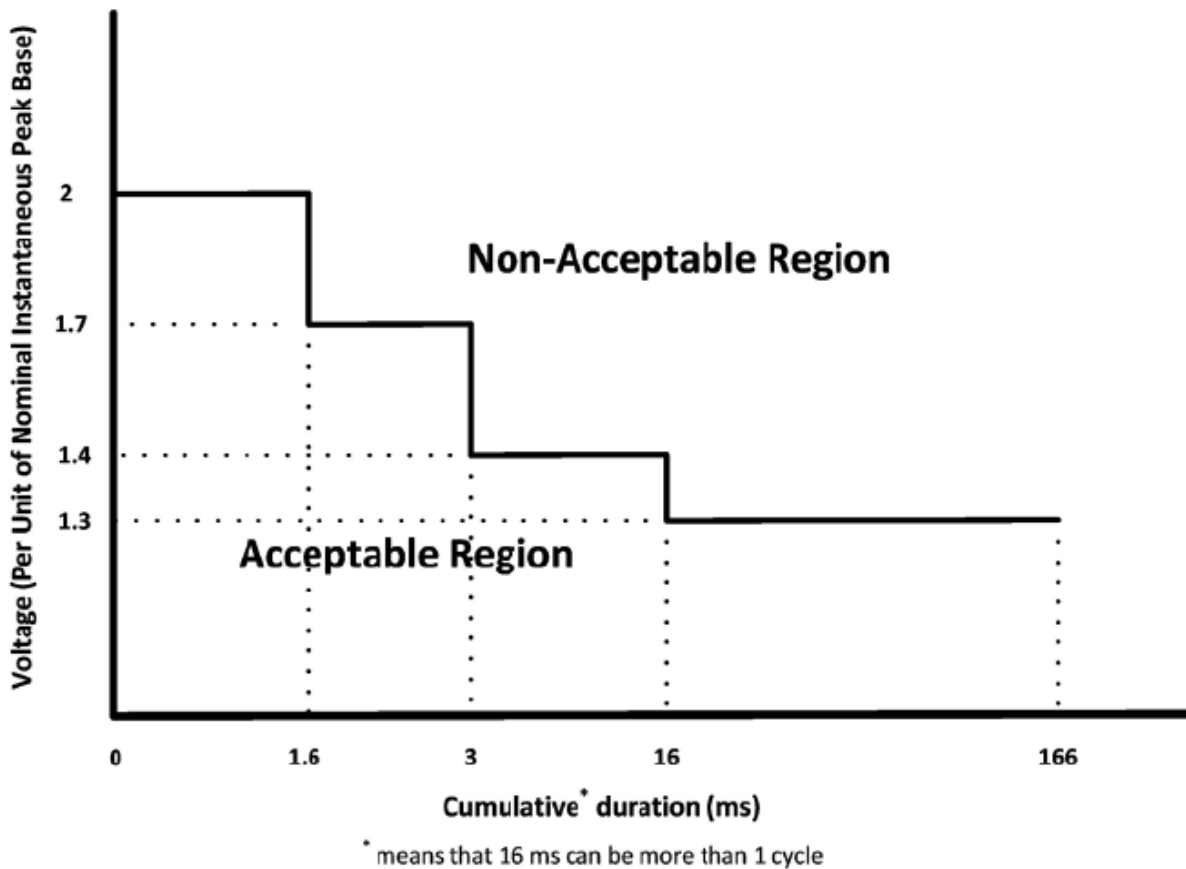 Voltage (Per Unit of Nominal Instantaneous Peak Base)
2
Non-Acceptable Region
1.7
1.4
1.3
Acceptable Region
0 1.6 3 16 166
Cumulative* duration (ms)
* means that 16 ms can be more than 1 cycle